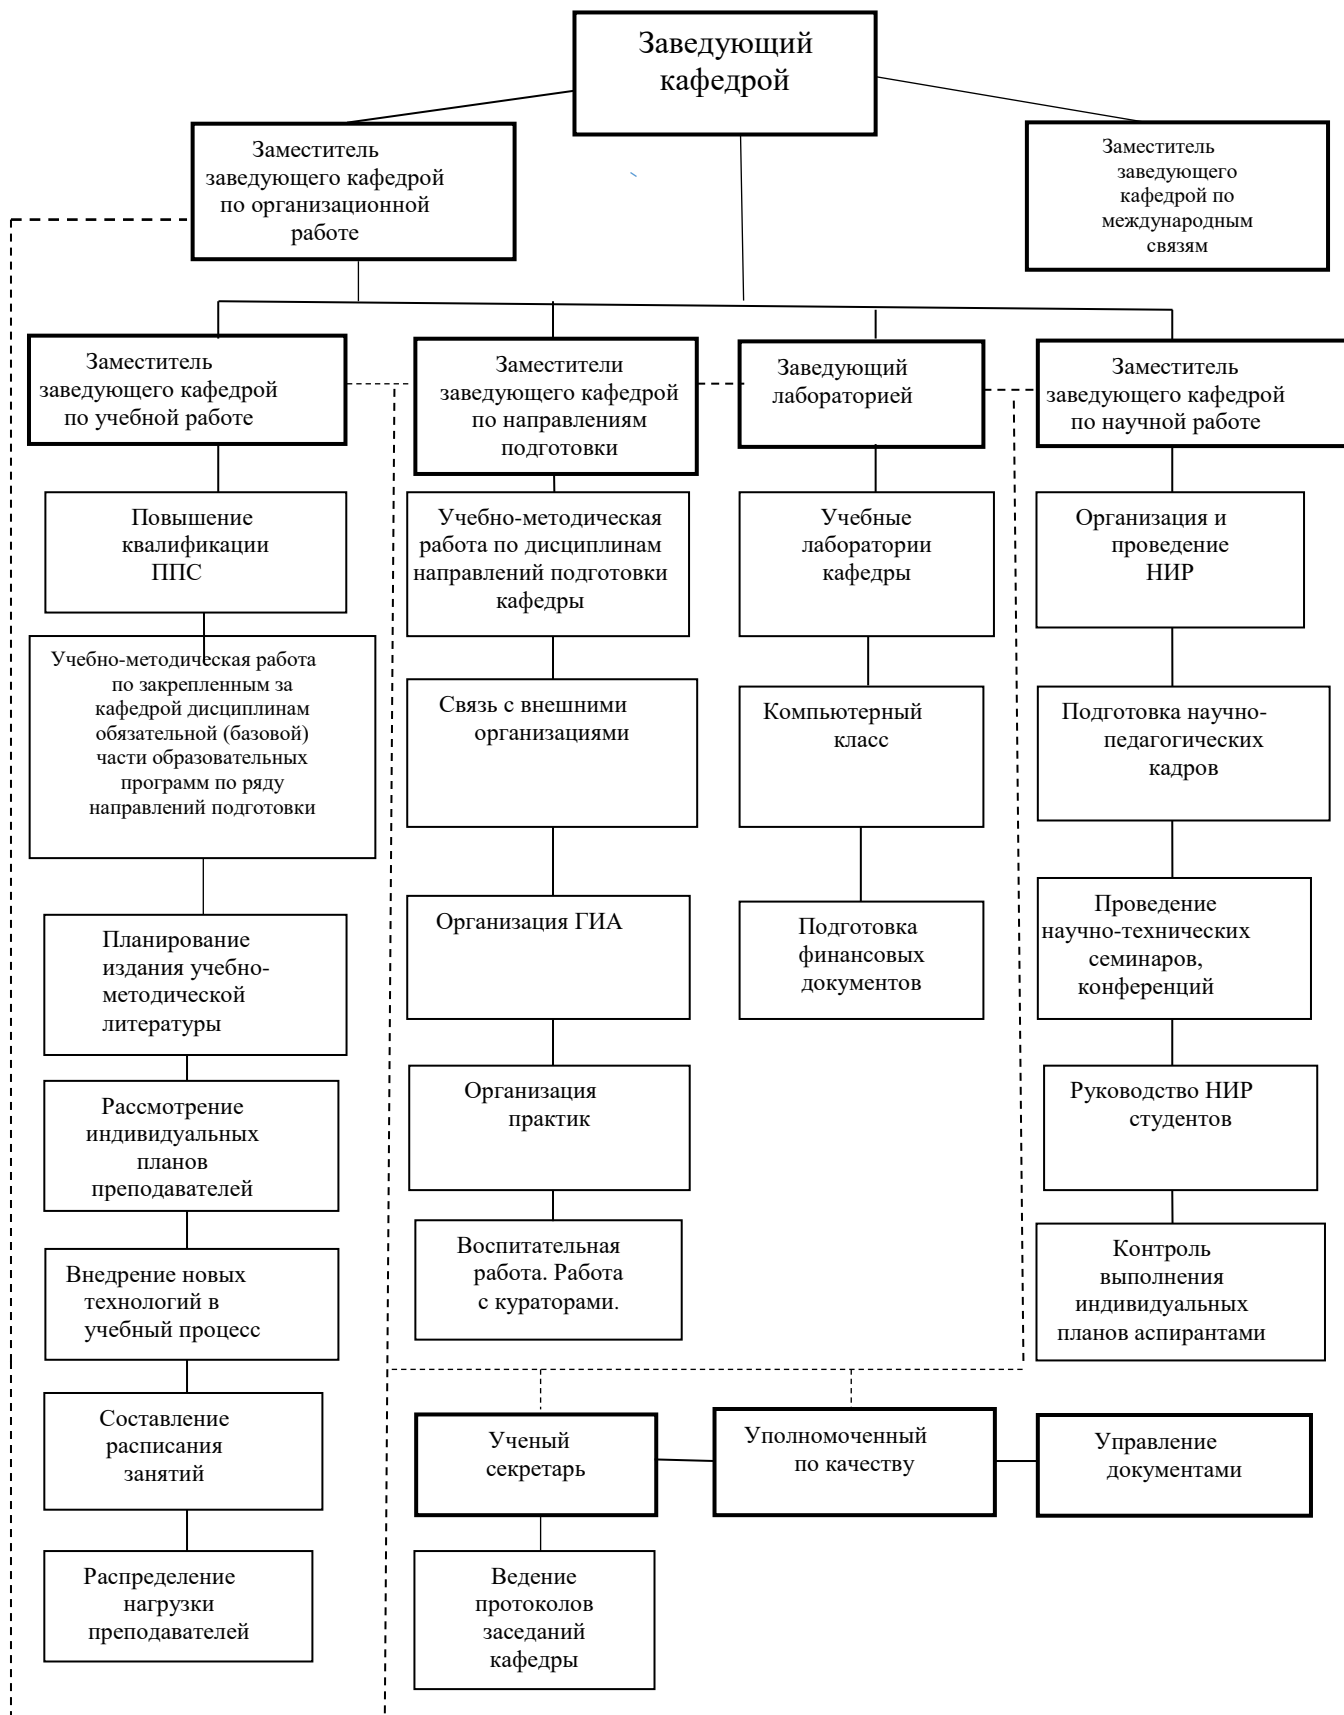 Заведующий
кафедрой
Заместитель
заведующего кафедрой
по организационной
работе
Заместитель
заведующего
кафедрой по
международным
связям
Заместитель
заведующего кафедрой
по учебной работе
Заместители
заведующего кафедрой
по направлениям
подготовки
Заведующий
лабораторией
Заместитель
заведующего кафедрой
по научной работе
Повышение
квалификации
ППС
Учебно-методическая
работа по дисциплинам
направлений подготовки
кафедры
Учебные
лаборатории
кафедры
Организация и
проведение
НИР
Учебно-методическая работа
по закрепленным за
кафедрой дисциплинам
обязательной (базовой)
части образовательных
программ по ряду
направлений подготовки
Связь с внешними
организациями
Компьютерный
класс
Подготовка научно-
педагогических
кадров
Планирование
издания учебно-
методической
литературы
Организация ГИА
Подготовка
финансовых
документов
Проведение
научно-технических
семинаров,
конференций
Рассмотрение
индивидуальных
планов
преподавателей
Организация
практик
Руководство НИР
студентов
Внедрение новых
технологий в
учебный процесс
Воспитательная
работа. Работа
с кураторами.
Контроль
выполнения
индивидуальных
планов аспирантами
Составление
расписания
занятий
Ученый
секретарь
Уполномоченный
по качеству
Управление
документами
Распределение
нагрузки
преподавателей
Ведение
протоколов
заседаний
кафедры